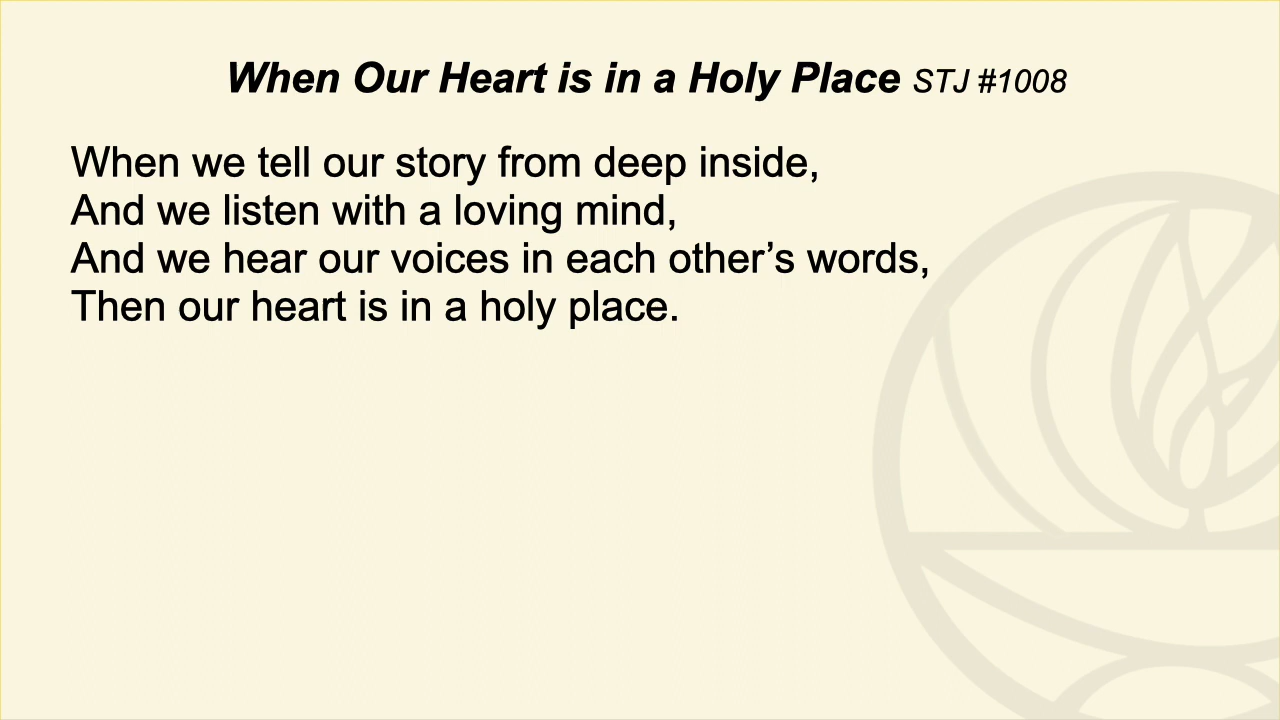 When Our Heart is in a Holy Place STJ #1008
When we tell our story from deep inside,
And we listen with a loving mind,
And we hear our voices in each other’s words,
Then our heart is in a holy place.